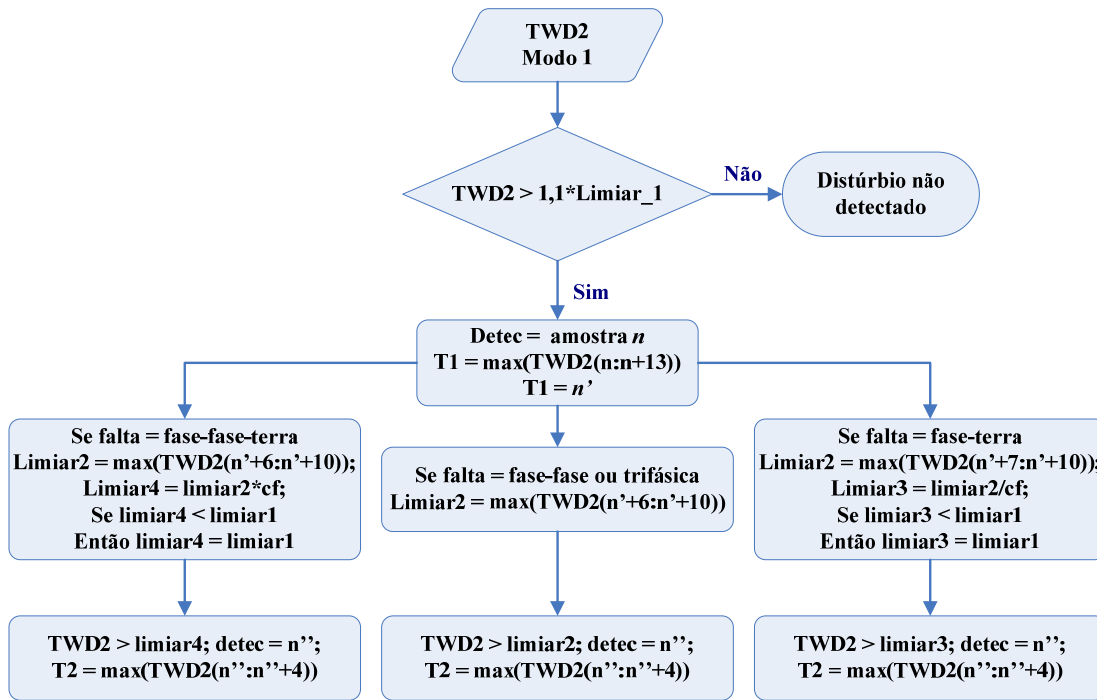 TWD2
Modo 1
TWD2 > 1,1*Limiar_1
Não
Distúrbio não
detectado
Sim
Detec = amostra n
T1 = max(TWD2(n:n+13))
T1 = n’
Se falta = fase-fase-terra
Limiar2 = max(TWD2(n’+6:n’+10));
Limiar4 = limiar2*cf;
Se limiar4 < limiar1
Então limiar4 = limiar1
Se falta = fase-fase ou trifásica
Limiar2 = max(TWD2(n’+6:n’+10))
Se falta = fase-terra
Limiar2 = max(TWD2(n’+7:n’+10));
Limiar3 = limiar2/cf;
Se limiar3 < limiar1
Então limiar3 = limiar1
TWD2 > limiar4; detec = n’’;
T2 = max(TWD2(n’’:n’’+4))
TWD2 > limiar2; detec = n’’;
T2 = max(TWD2(n’’:n’’+4))
TWD2 > limiar3; detec = n’’;
T2 = max(TWD2(n’’:n’’+4))